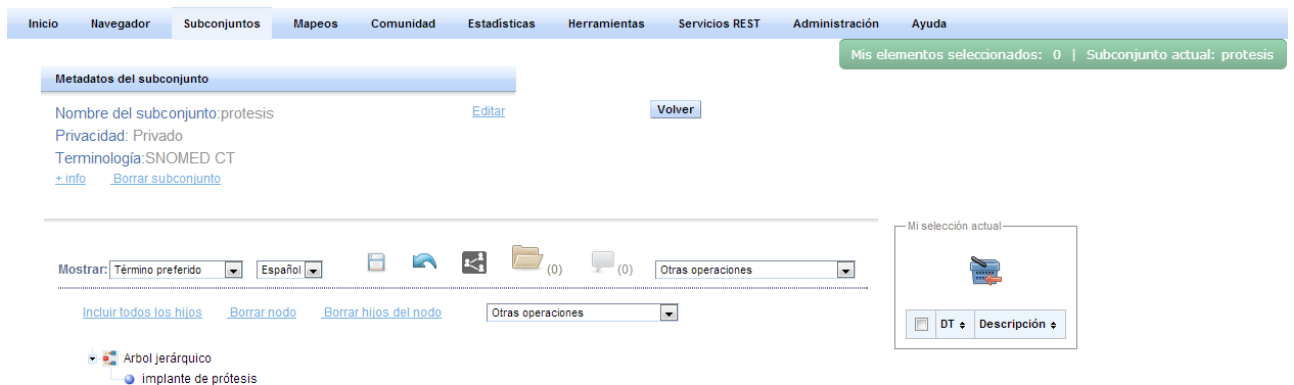 Inicio Navegador Subconjuntos Mapeos Comunidad Estadísticas Herramientas Servicios REST Administración Ayuda
Mis elementos seleccionados: 0 | Subconjunto actual: protesis
Metadatos del subconjunto
Nombre del subconjunto:protesis Editar Volver
Privacidad: Privado
Terminología:SNOMED CT
+ info Borrar subconjunto
Mi selección actual
Mostrar: Término preferido Español (0) (0) Otras operaciones
Incluir todos los hijos Borrar nodo Borrar hijos del nodo Otras operaciones
DT Descripción
Arbol jerárquico
implante de prótesis